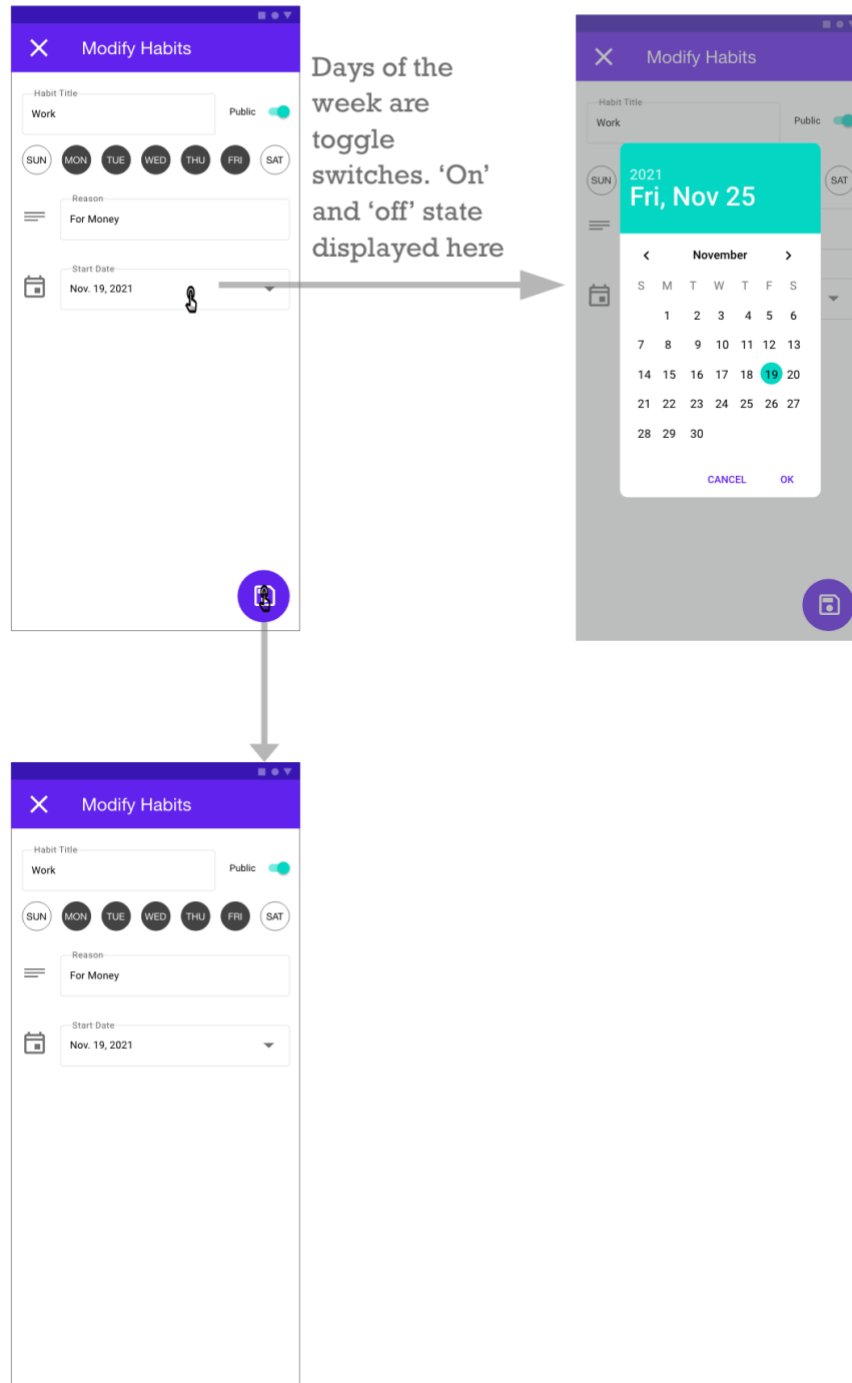 Modify Habits
Habit Title
Work
Public
SUN MON TUE WED THU FRI SAT
Reason
For Money
Start Date
Nov. 19, 2021
Days of the
week are
toggle
switches. ‘On’
and ‘off’ state
displayed here
Modify Habits
Habit Title
Work
Public
SUN SAT
2021
Fri, Nov 25
November
S M T W T F S
1 2 3 4 5 6
7 8 9 10 11 12 13
14 15 16 17 18 19 20
21 22 23 24 25 26 27
28 29 30
CANCEL OK
Modify Habits
Habit Title
Work
Public
SUN MON TUE WED THU FRI SAT
Reason
For Money
Start Date
Nov. 19, 2021